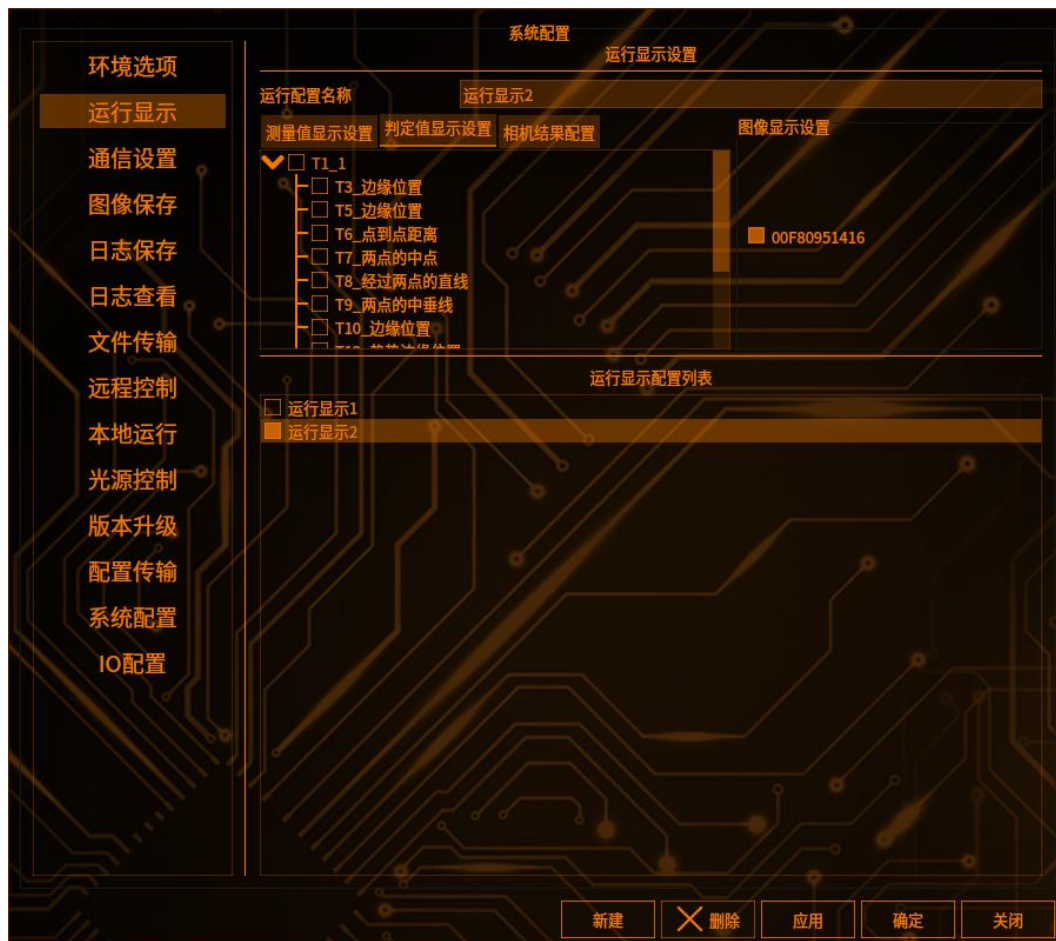 系统配置
环境选项
运行显示
通信设置
图像保存
日志保存
日志查看
文件传输
远程控制
本地运行
光源控制
版本升级
配置传输
系统配置
IO配置
运行显示设置
运行配置名称 运行显示2
测量值显示设置 判定值显示设置 相机结果配置
T1_1
T3_边缘位置
T5_边缘位置
T6_点到点距离
T7_两点的中点
T8_经过两点的直线
T9_两点的中垂线
T10_边缘位置
图像显示设置
00F80951416
运行显示配置列表
运行显示1
运行显示2
新建 删除 应用 确定 关闭